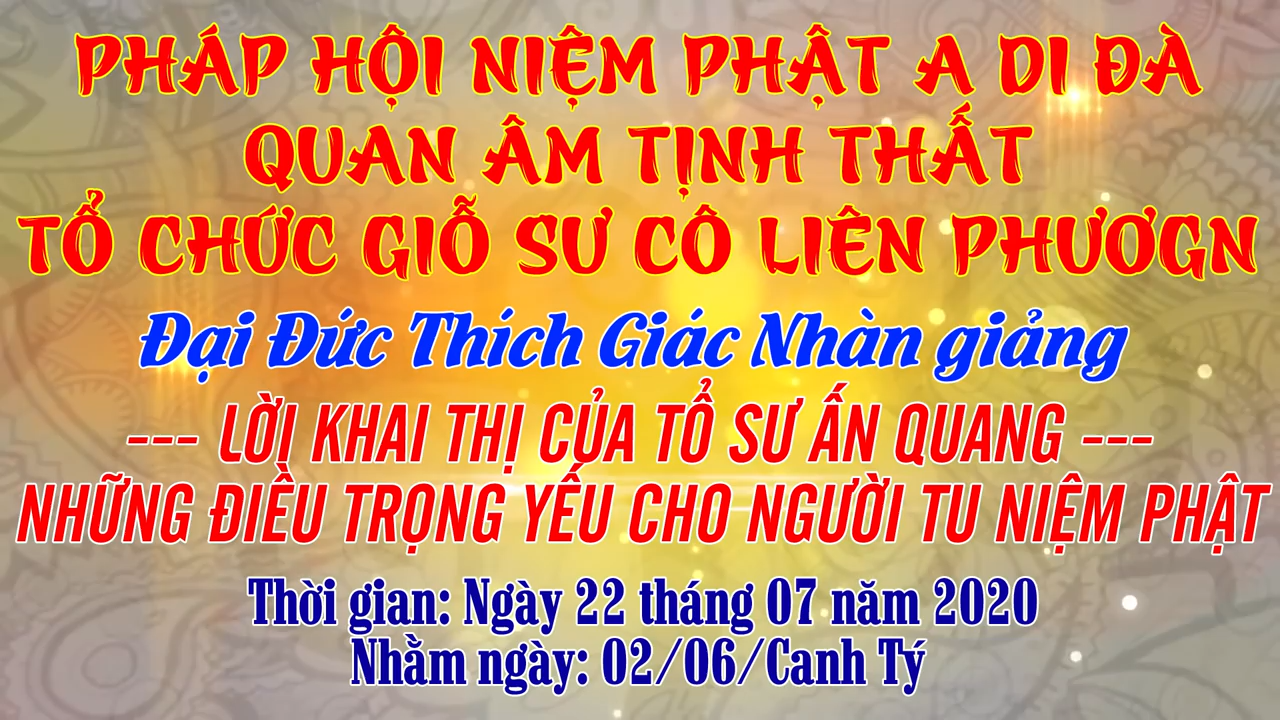 PHÁP HỘI NIỆM PHẬT A DI ĐÀ
QUAN ÂM TỊNH THẤT
TỔ CHỨC GIỖ SƯ CÔ LIÊN PHƯƠGN
Đại Đức Thích Giác Nhàn giảng
--- LỜI KHAI THỊ CỦA TỔ SƯ ẤN QUANG ---
NHỮNG ĐIỀU TRỌNG YẾU CHO NGƯỜI TU NIỆM PHẬT
Thời gian: Ngày 22 tháng 07 năm 2020
Nhằm ngày: 02/06/Canh Tý